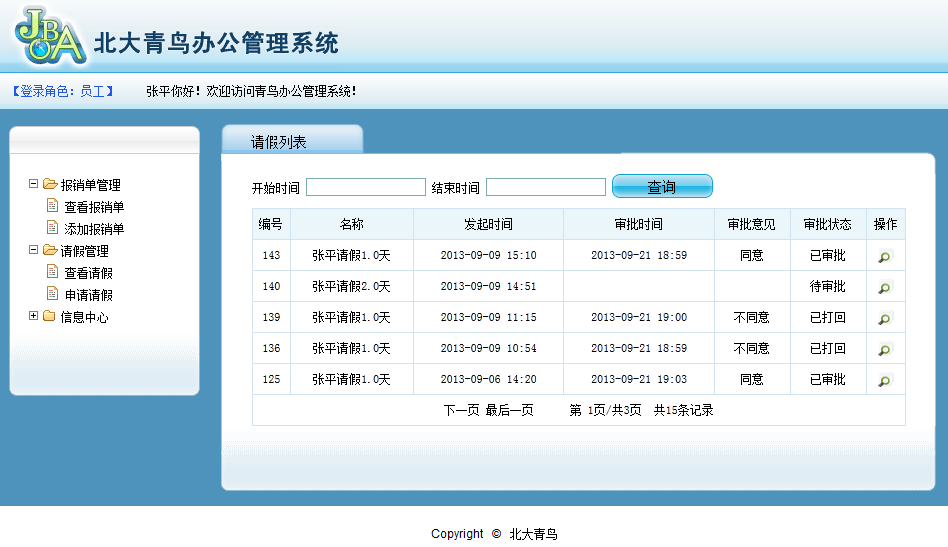 JBOA 北大青鸟办公管理系统
【登录角色：员工】 张平你好！欢迎访问青鸟办公管理系统！
报销单管理
查看报销单
添加报销单
请假管理
查看请假
申请请假
信息中心
请假列表
开始时间 结束时间 查询
编号 名称 发起时间 审批时间 审批意见 审批状态 操作
143 张平请假1.0天 2013-09-09 15:10 2013-09-21 18:59 同意 已审批
140 张平请假2.0天 2013-09-09 14:51 待审批
139 张平请假1.0天 2013-09-09 11:15 2013-09-21 19:00 不同意 已打回
136 张平请假1.0天 2013-09-09 10:54 2013-09-21 18:59 不同意 已打回
125 张平请假1.0天 2013-09-06 14:20 2013-09-21 19:03 同意 已审批
下一页 最后一页 第 1页/共3页 共15条记录
Copyright © 北大青鸟